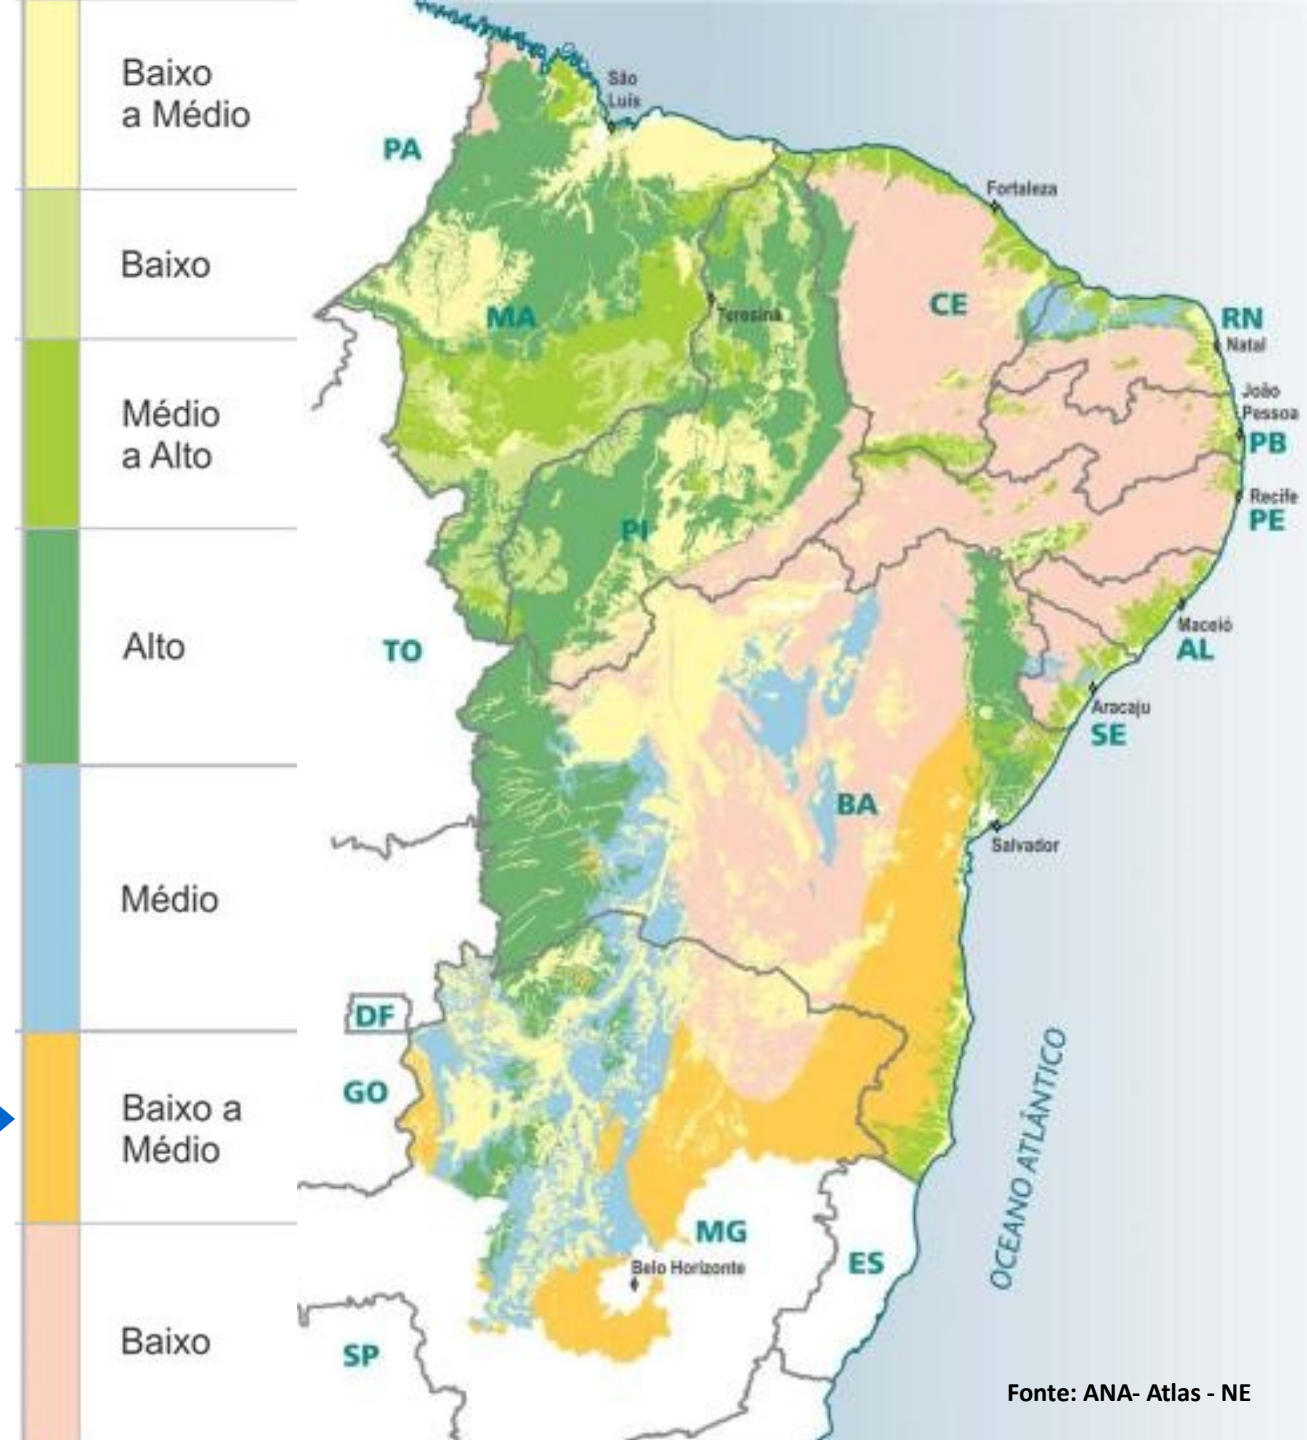 Baixo
a Médio
Baixo
Médio
a Alto
Alto
Médio
Baixo a
Médio
Baixo
São
Luís
PA
Fortaleza
CE
MA
Teresina
RN
Natal
João
Pessoa
PB
Recife
PE
PI
Maceió
AL
TO
Aracaju
SE
BA
Salvador
DF
GO
OCEANO ATLÂNTICO
MG
ES
Belo Horizonte
SP
Fonte: ANA- Atlas - NE